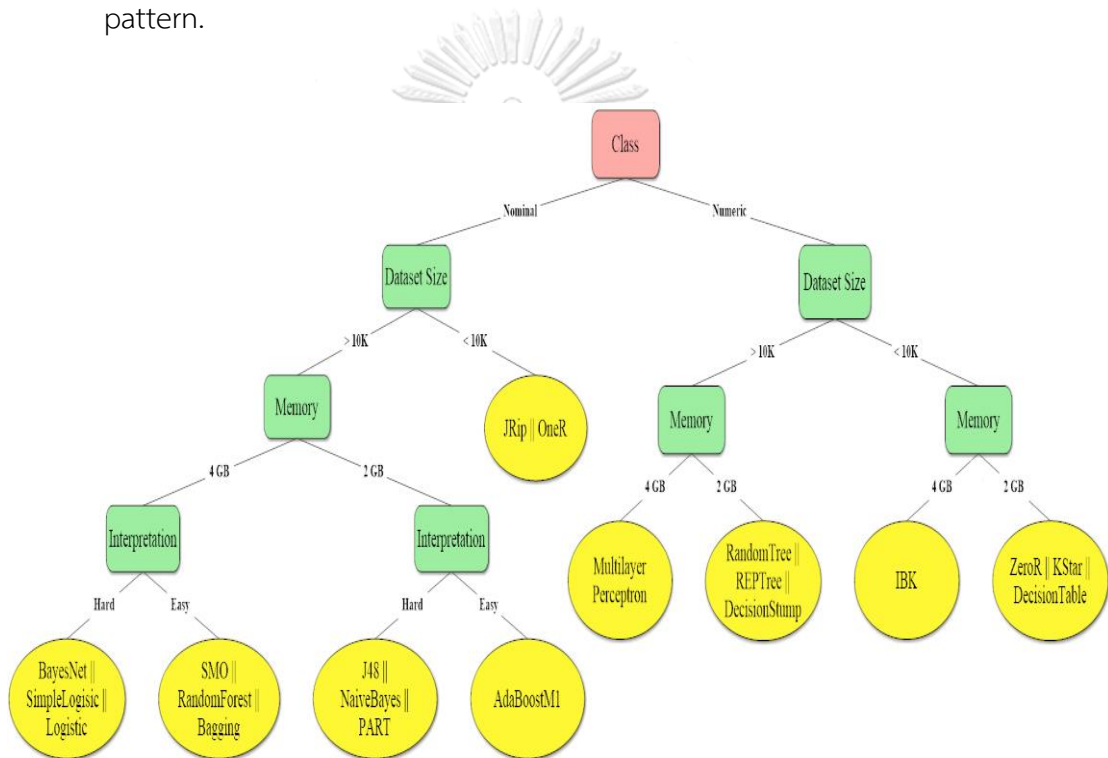 pattern.
Class
Nominal
Numeric
Dataset Size
Dataset Size
> 10K
< 10K
> 10K
< 10K
Memory
JRip || OneR
Memory
Memory
4 GB
2 GB
4 GB
2 GB
4 GB
2 GB
Interpretation
Interpretation
Multilayer
Perceptron
RandomTree ||
REPTree ||
DecisionStump
IBK
ZeroR || KStar ||
DecisionTable
Hard
Easy
Hard
Easy
BayesNet ||
SimpleLogisic ||
Logistic
SMO ||
RandomForest ||
Bagging
J48 ||
NaiveBayes ||
PART
AdaBoostM1